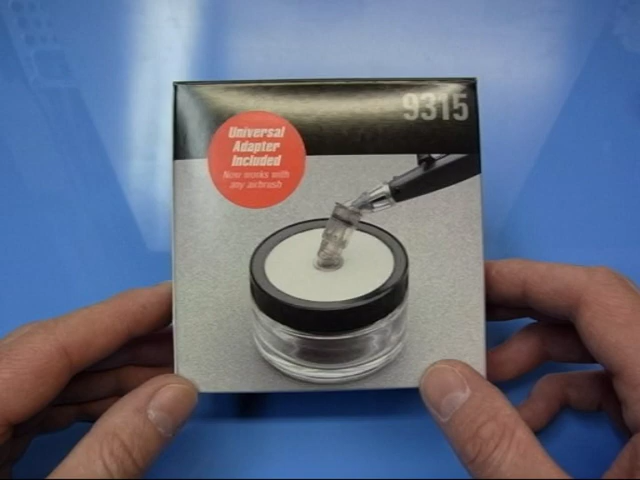 9315
Universal
Adapter
Included
Now works with
any airbrush